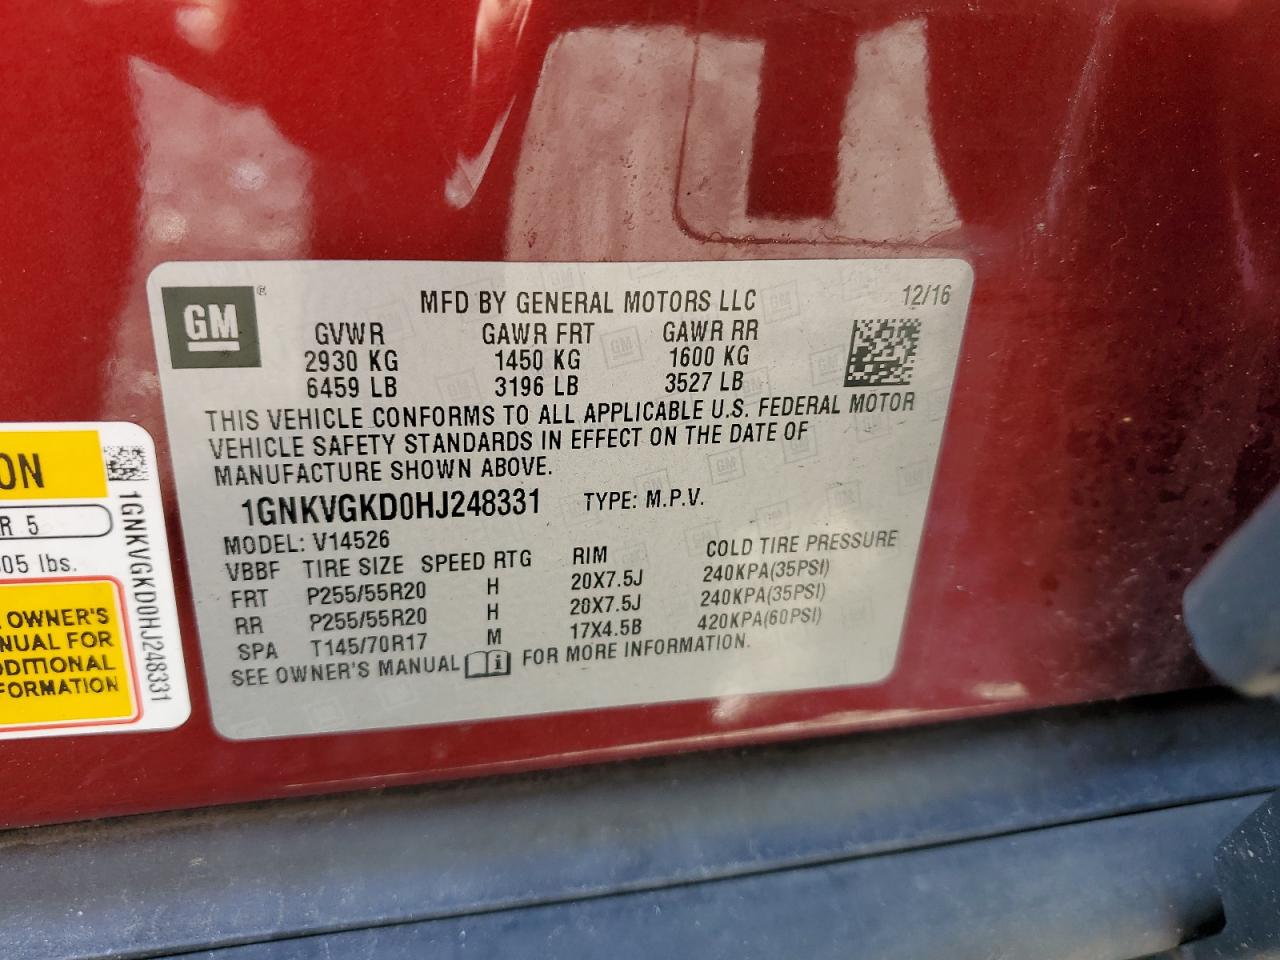 GM®
MFD BY GENERAL MOTORS LLC
12/16
GVWR GAWR FRT GAWR RR
2930 KG 1450 KG 1600 KG
6459 LB 3196 LB 3527 LB
THIS VEHICLE CONFORMS TO ALL APPLICABLE U.S. FEDERAL MOTOR
VEHICLE SAFETY STANDARDS IN EFFECT ON THE DATE OF
MANUFACTURE SHOWN ABOVE.
1GNKVGKD0HJ248331 TYPE: M.P.V.
MODEL: V14526
VBBF TIRE SIZE SPEED RTG RIM COLD TIRE PRESSURE
FRT P255/55R20 H 20X7.5J 240KPA(35PSI)
RR P255/55R20 H 20X7.5J 240KPA(35PSI)
SPA T145/70R17 M 17X4.5B 420KPA(60PSI)
SEE OWNER'S MANUAL FOR MORE INFORMATION.
ON
R 5
05 lbs.
OWNER'S
NUAL FOR
DDITIONAL
FORMATION
1GNKVGKD0HJ248331